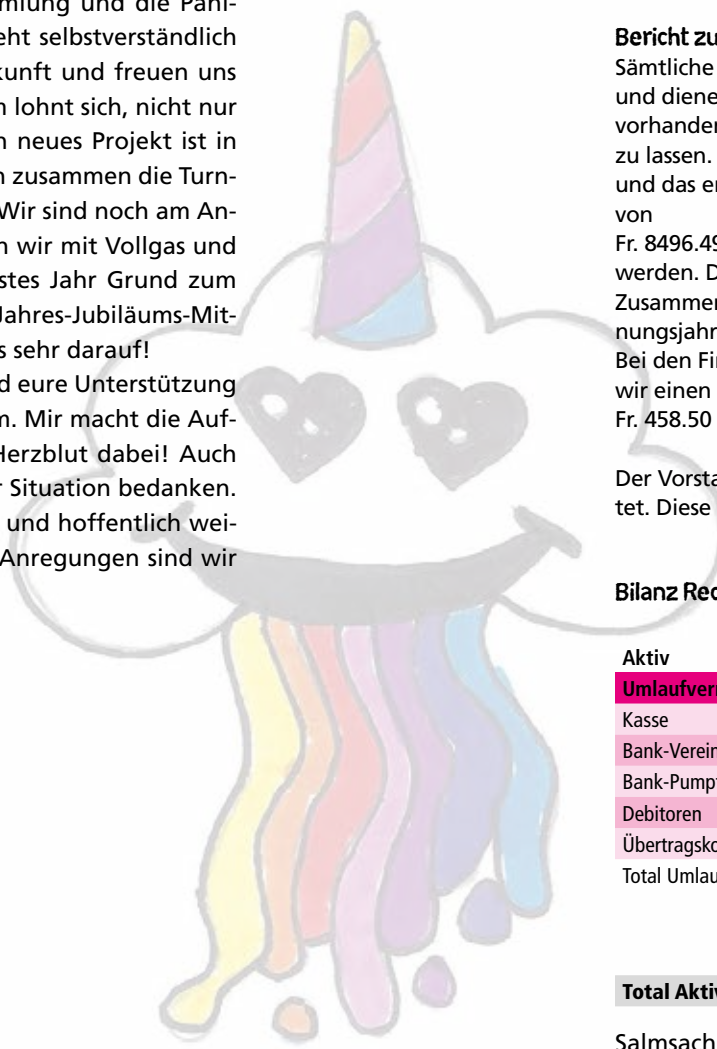 mlung und die Pani-
eht selbstverständlich
kunft und freuen uns
n lohnt sich, nicht nur
n neues Projekt ist in
n zusammen die Turn-
Wir sind noch am An-
n wir mit Vollgas und
stes Jahr Grund zum
Jahres-Jubiläums-Mit-
s sehr darauf!
d eure Unterstützung
n. Mir macht die Auf-
Herzblut dabei! Auch
r Situation bedanken.
und hoffentlich wei-
Anregungen sind wir
Bericht zu
Sämtliche
und diene
vorhanden
zu lassen.
und das er
von
Fr. 8496.49
werden. D
Zusammen
nungsjahr
Bei den Fin
wir einen
Fr. 458.50
Der Vorsta
tet. Diese
Bilanz Rec
Aktiv
Umlaufver
Kasse
Bank-Verein
Bank-Pumpt
Debitoren
Übertragsko
Total Umlau
Total Aktiv
Salmsach